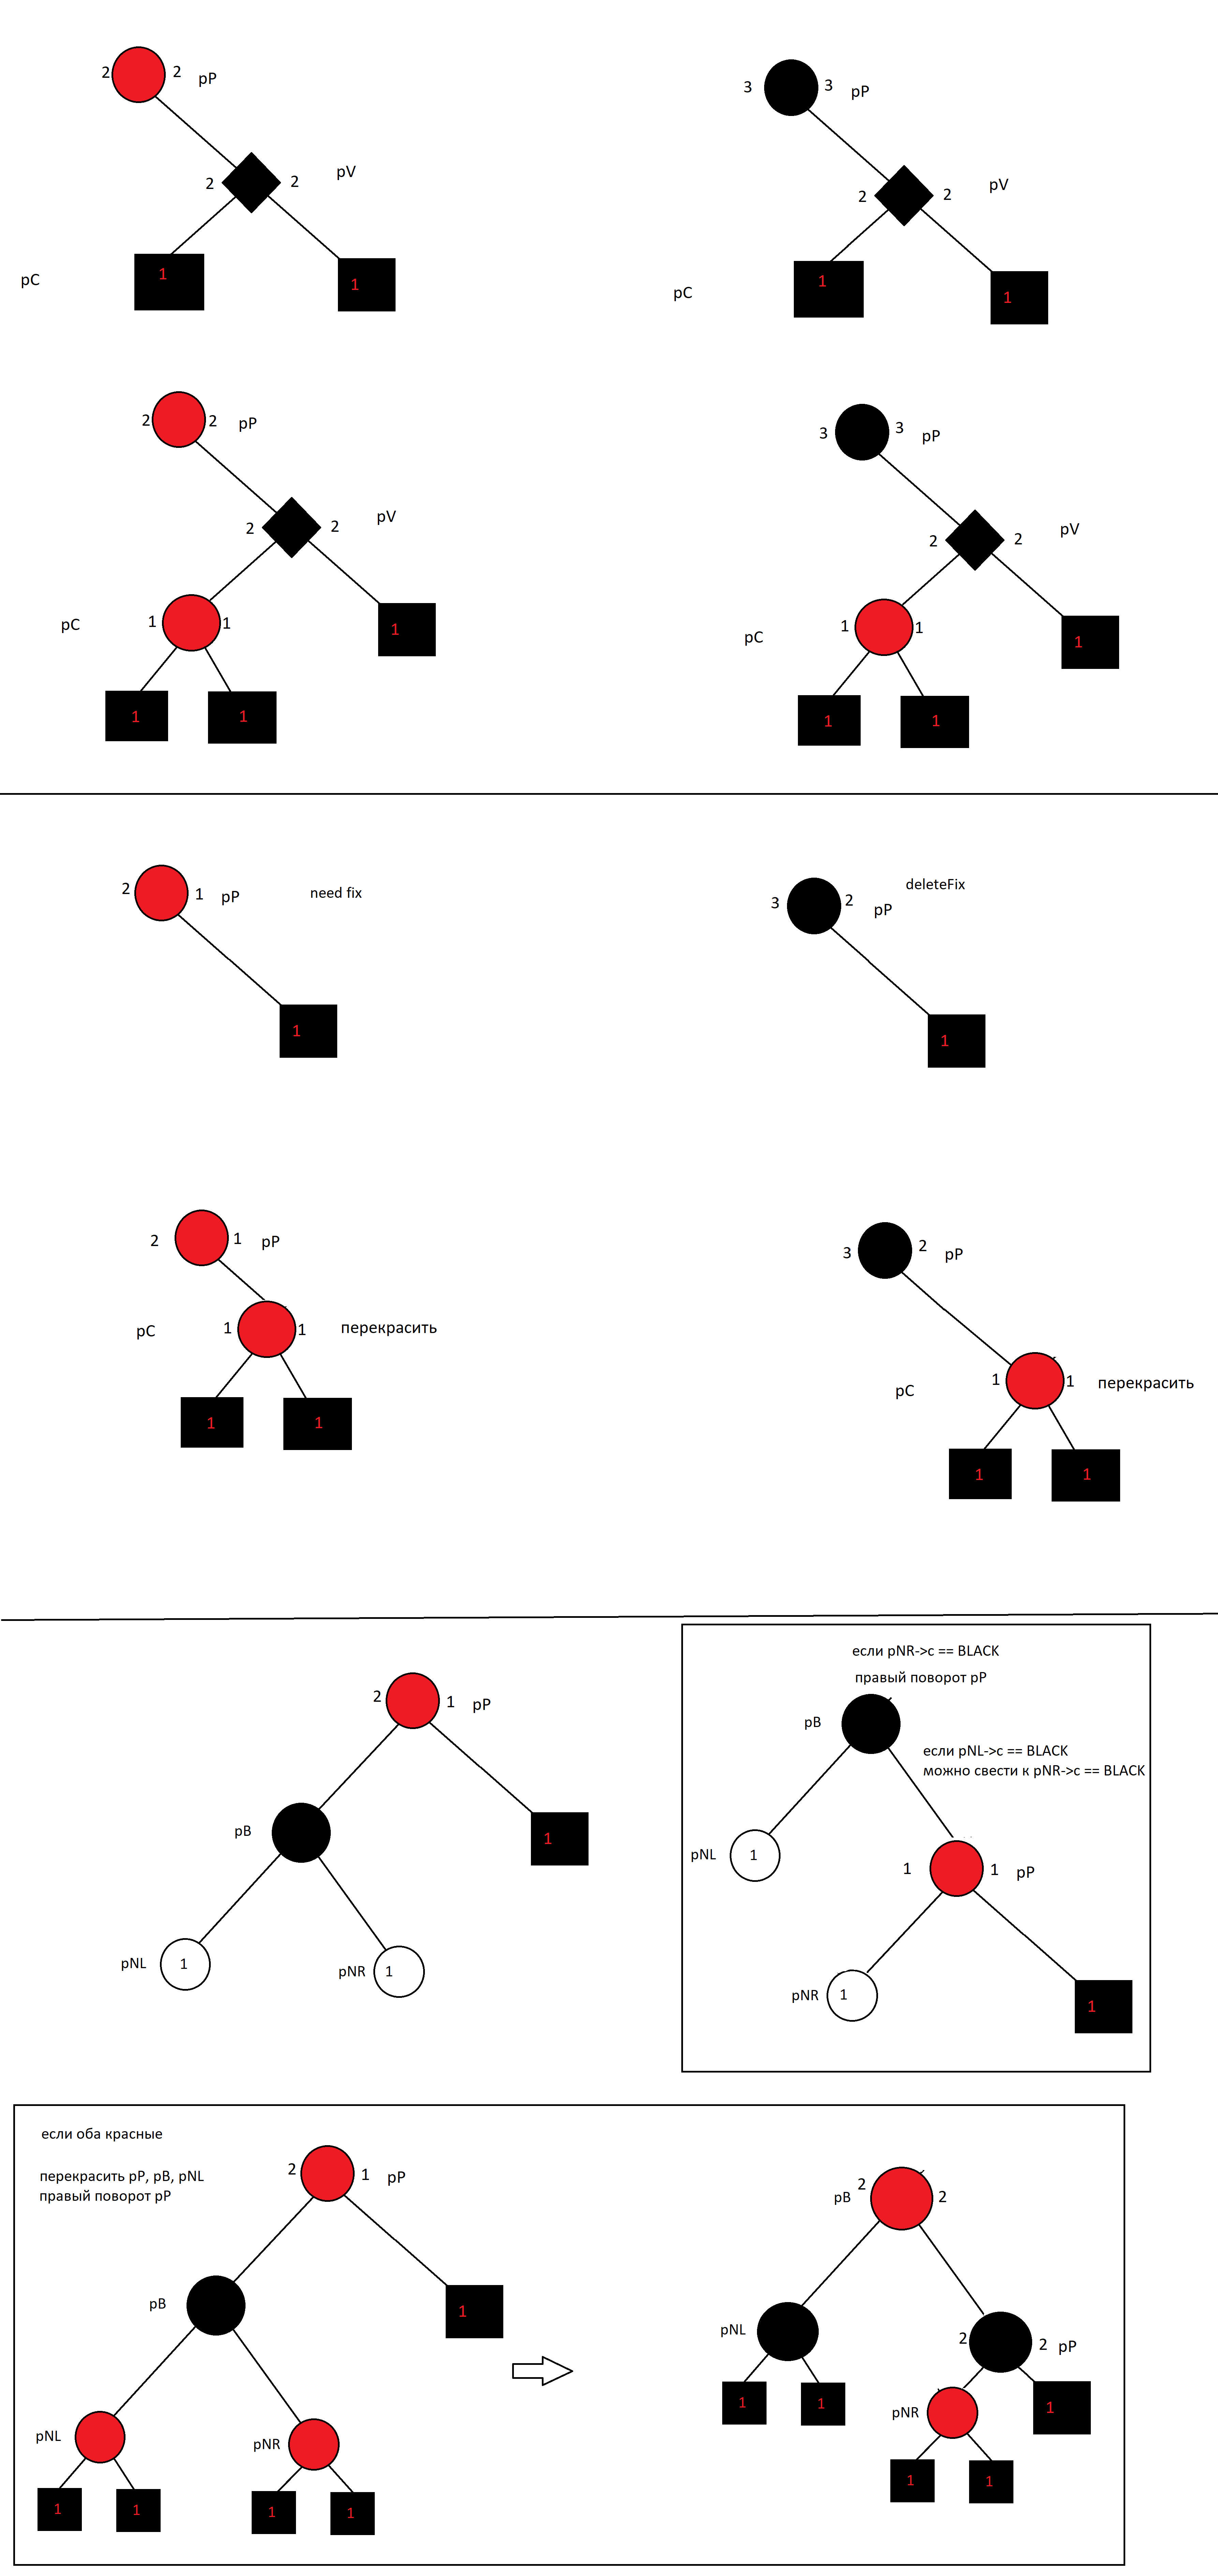 2 2 pP
2 2 pV
pC 1 1
3 3 pP
2 2 pV
pC 1 1
2 2 pP
2 2 pV
pC 1 1 1
1 1
3 3 pP
2 2 pV
pC 1 1 1
1 1
2 1 pP need fix
1
deleteFix
3 2 pP
1
2 1 pP
pC 1 1 перекрасить
1 1
3 2 pP
pC 1 1 перекрасить
1 1
2 1 pP
pB 1
pNL 1 pNR 1
если pNR->c == BLACK
правый поворот pP
pB
если pNL->c == BLACK
можно свести к pNR->c == BLACK
pNL 1
1 1 pP
pNR 1 1
если оба красные
перекрасить pP, pB, pNL
правый поворот pP
2 1 pP
pB 1
pNL pNR
1 1 1 1
pB 2 2
pNL 2 2 pP
1 1 pNR 1
1 1